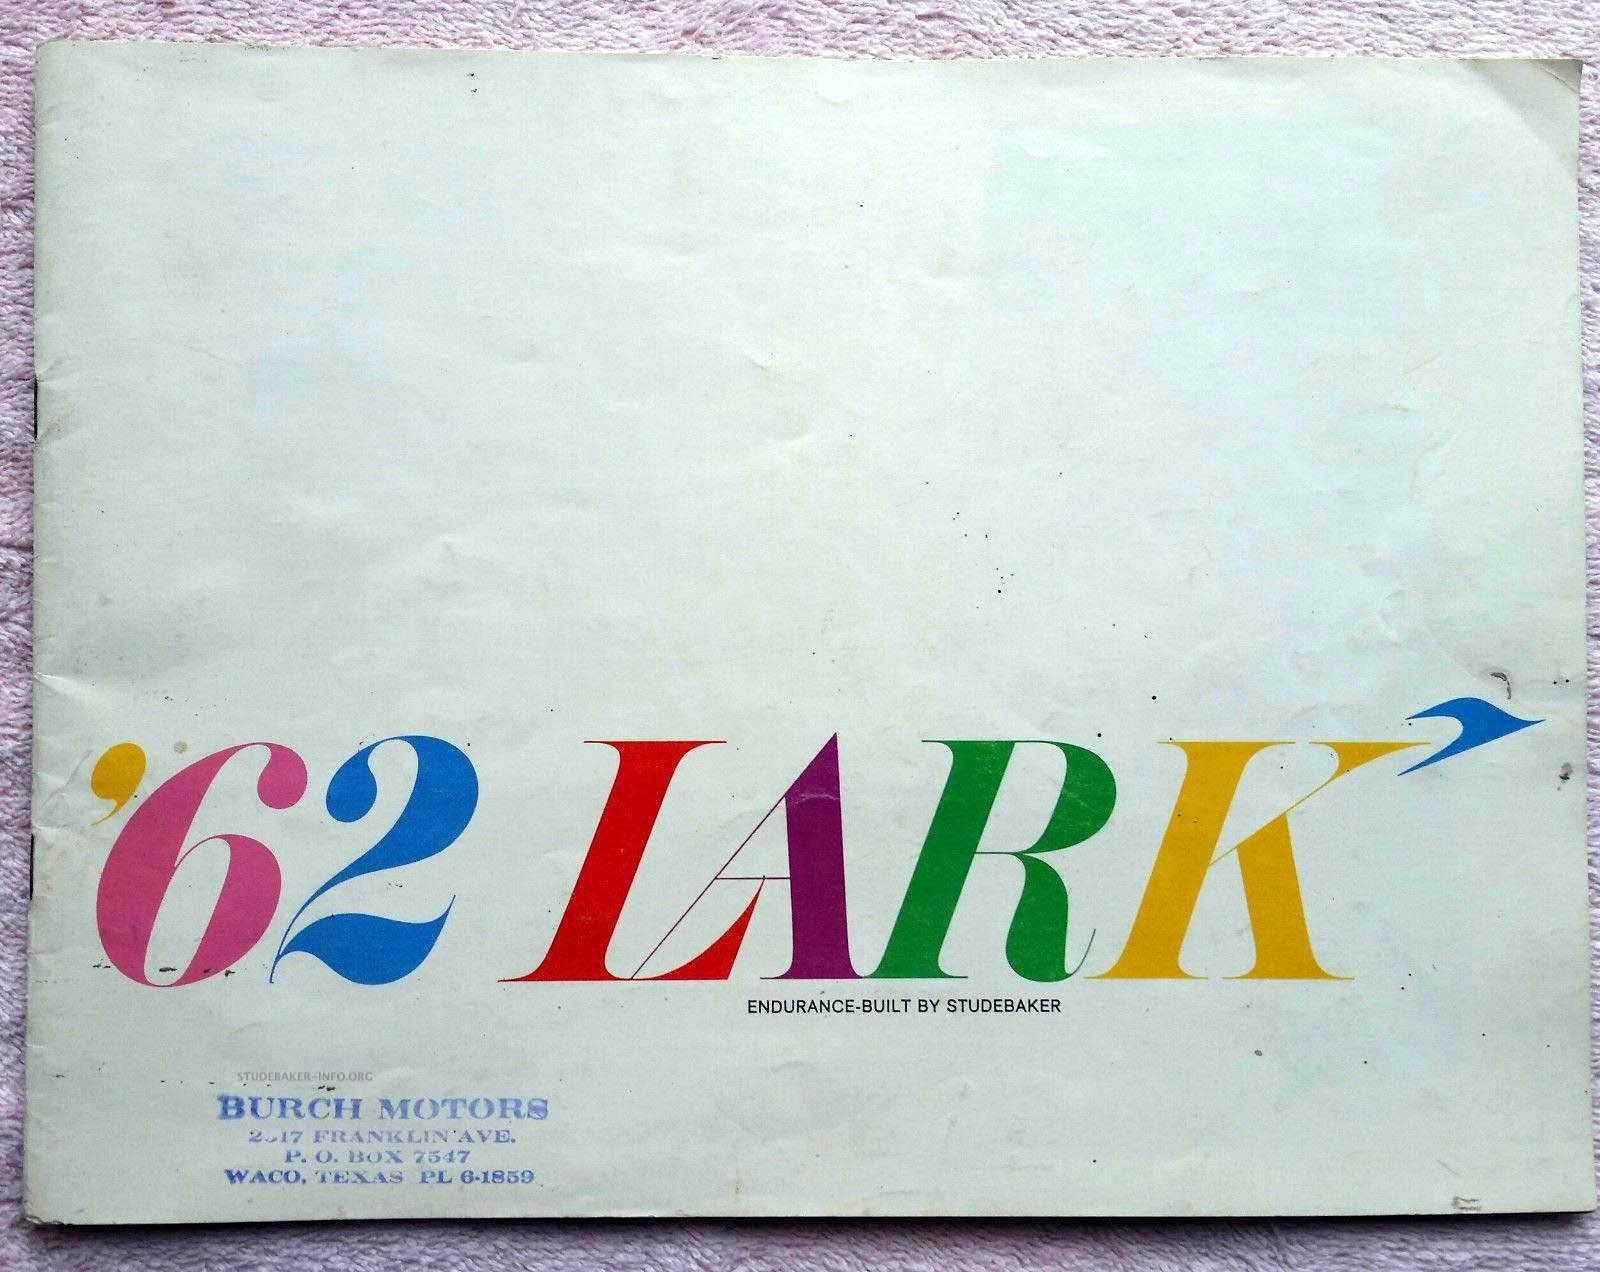 ’62 LARK
ENDURANCE-BUILT BY STUDEBAKER
STUDEBAKER-INFO.ORG
BURCH MOTORS
FRANKLIN AVE.
P. O. BOX 7547
WACO, TEXAS PL 6-1859